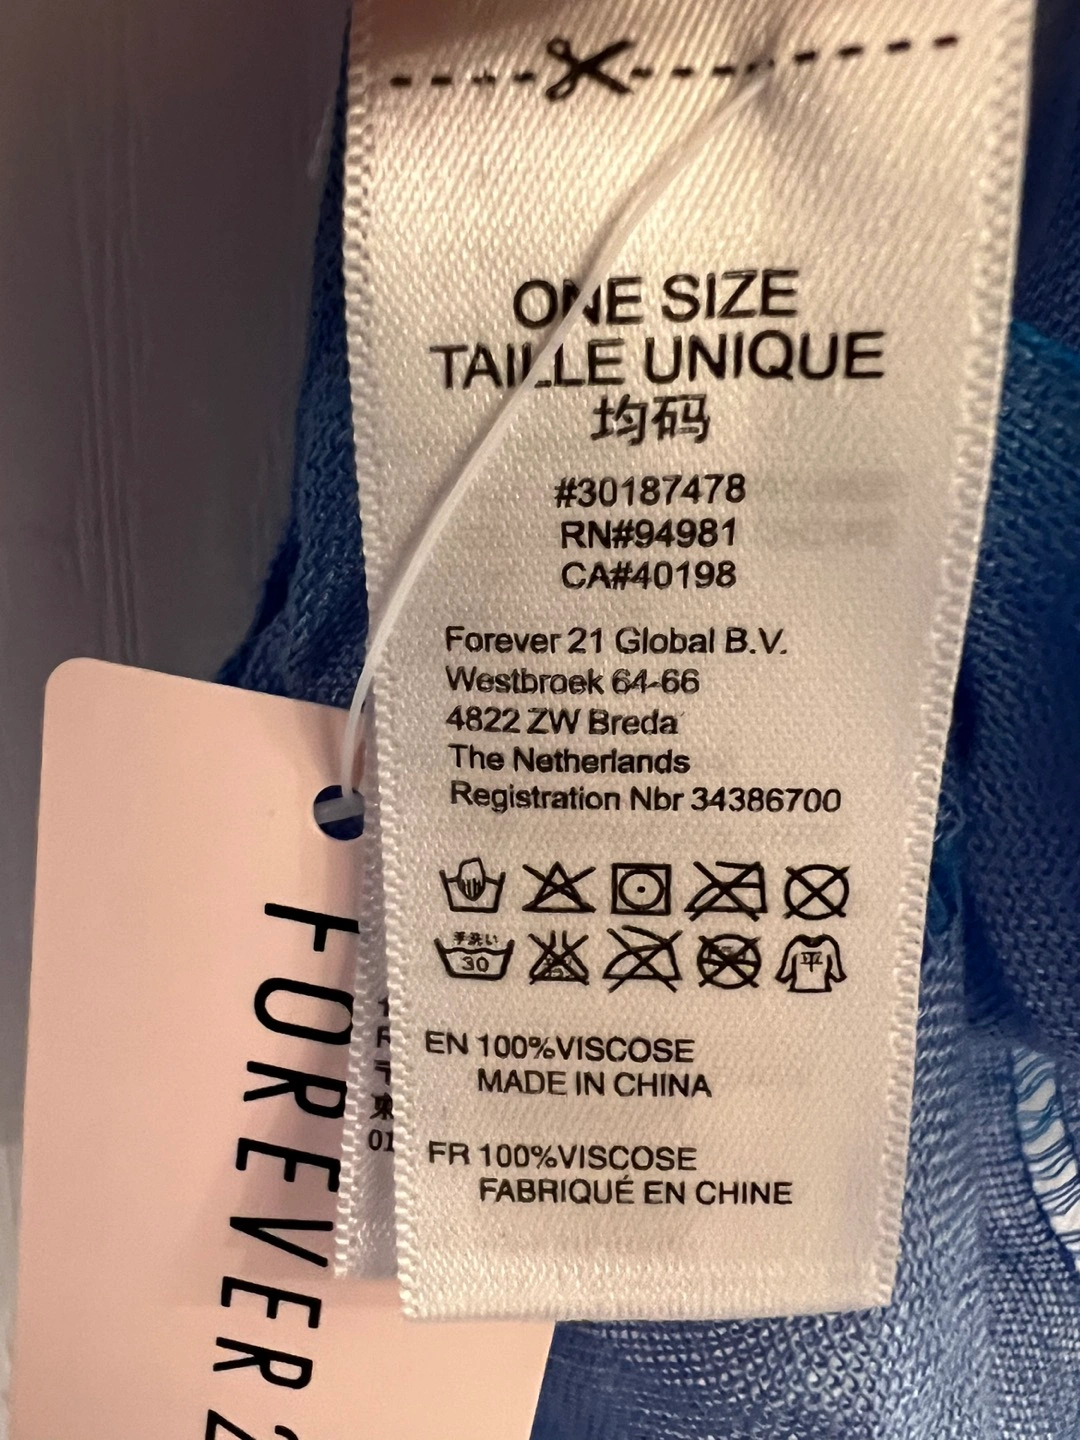 ONE SIZE
TAILLE UNIQUE
均码
#30187478
RN#94981
CA#40198
Forever 21 Global B.V.
Westbroek 64-66
4822 ZW Breda
The Netherlands
Registration Nbr 34386700
手洗い
30
平
EN 100%VISCOSE
MADE IN CHINA
FR 100%VISCOSE
FABRIQUÉ EN CHINE
FOREVER 2
01